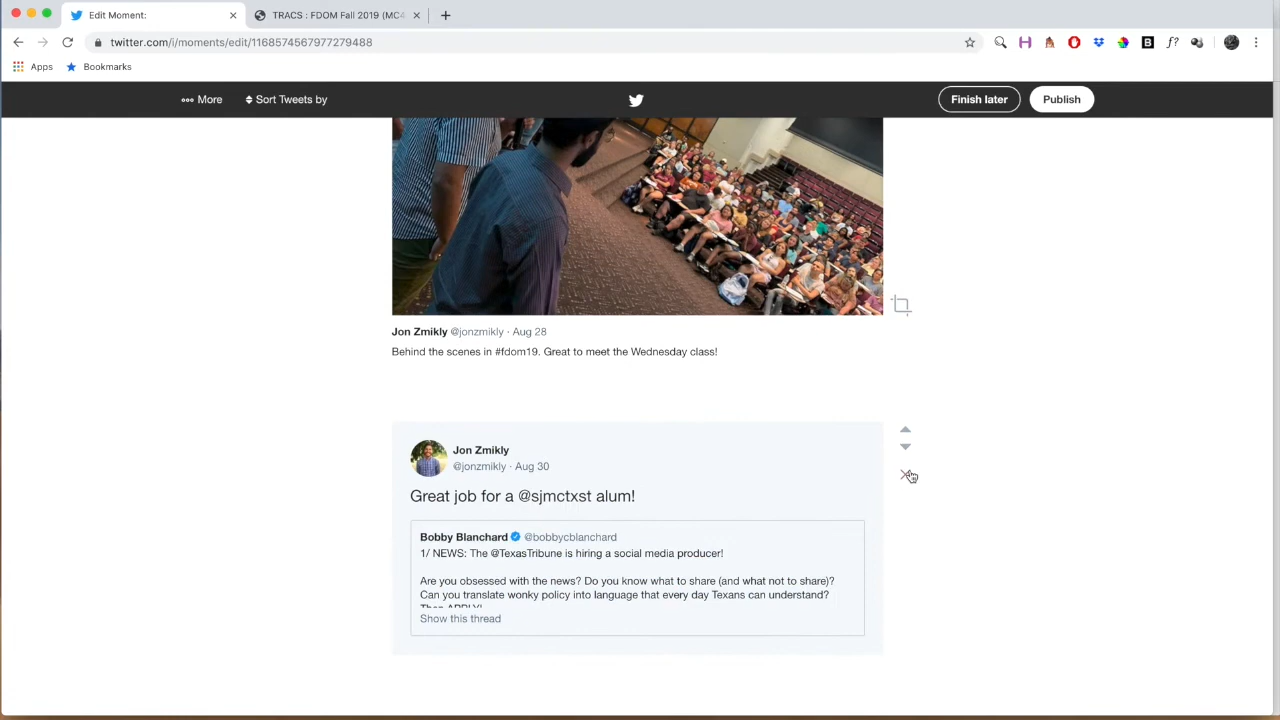 Edit Moment:
TRACS : FDOM Fall 2019 (MC4
twitter.com/i/moments/edit/1168574567977279488
Apps
Bookmarks
More
Sort Tweets by
Finish later
Publish
Jon Zmikly @jonzmikly · Aug 28
Behind the scenes in #fdom19. Great to meet the Wednesday class!
Jon Zmikly
@jonzmikly · Aug 30
Great job for a @sjmctxst alum!
Bobby Blanchard @bobbycblanchard
1/ NEWS: The @TexasTribune is hiring a social media producer!
Are you obsessed with the news? Do you know what to share (and what not to share)?
Can you translate wonky policy into language that every day Texans can understand?
Then APPLY!
Show this thread